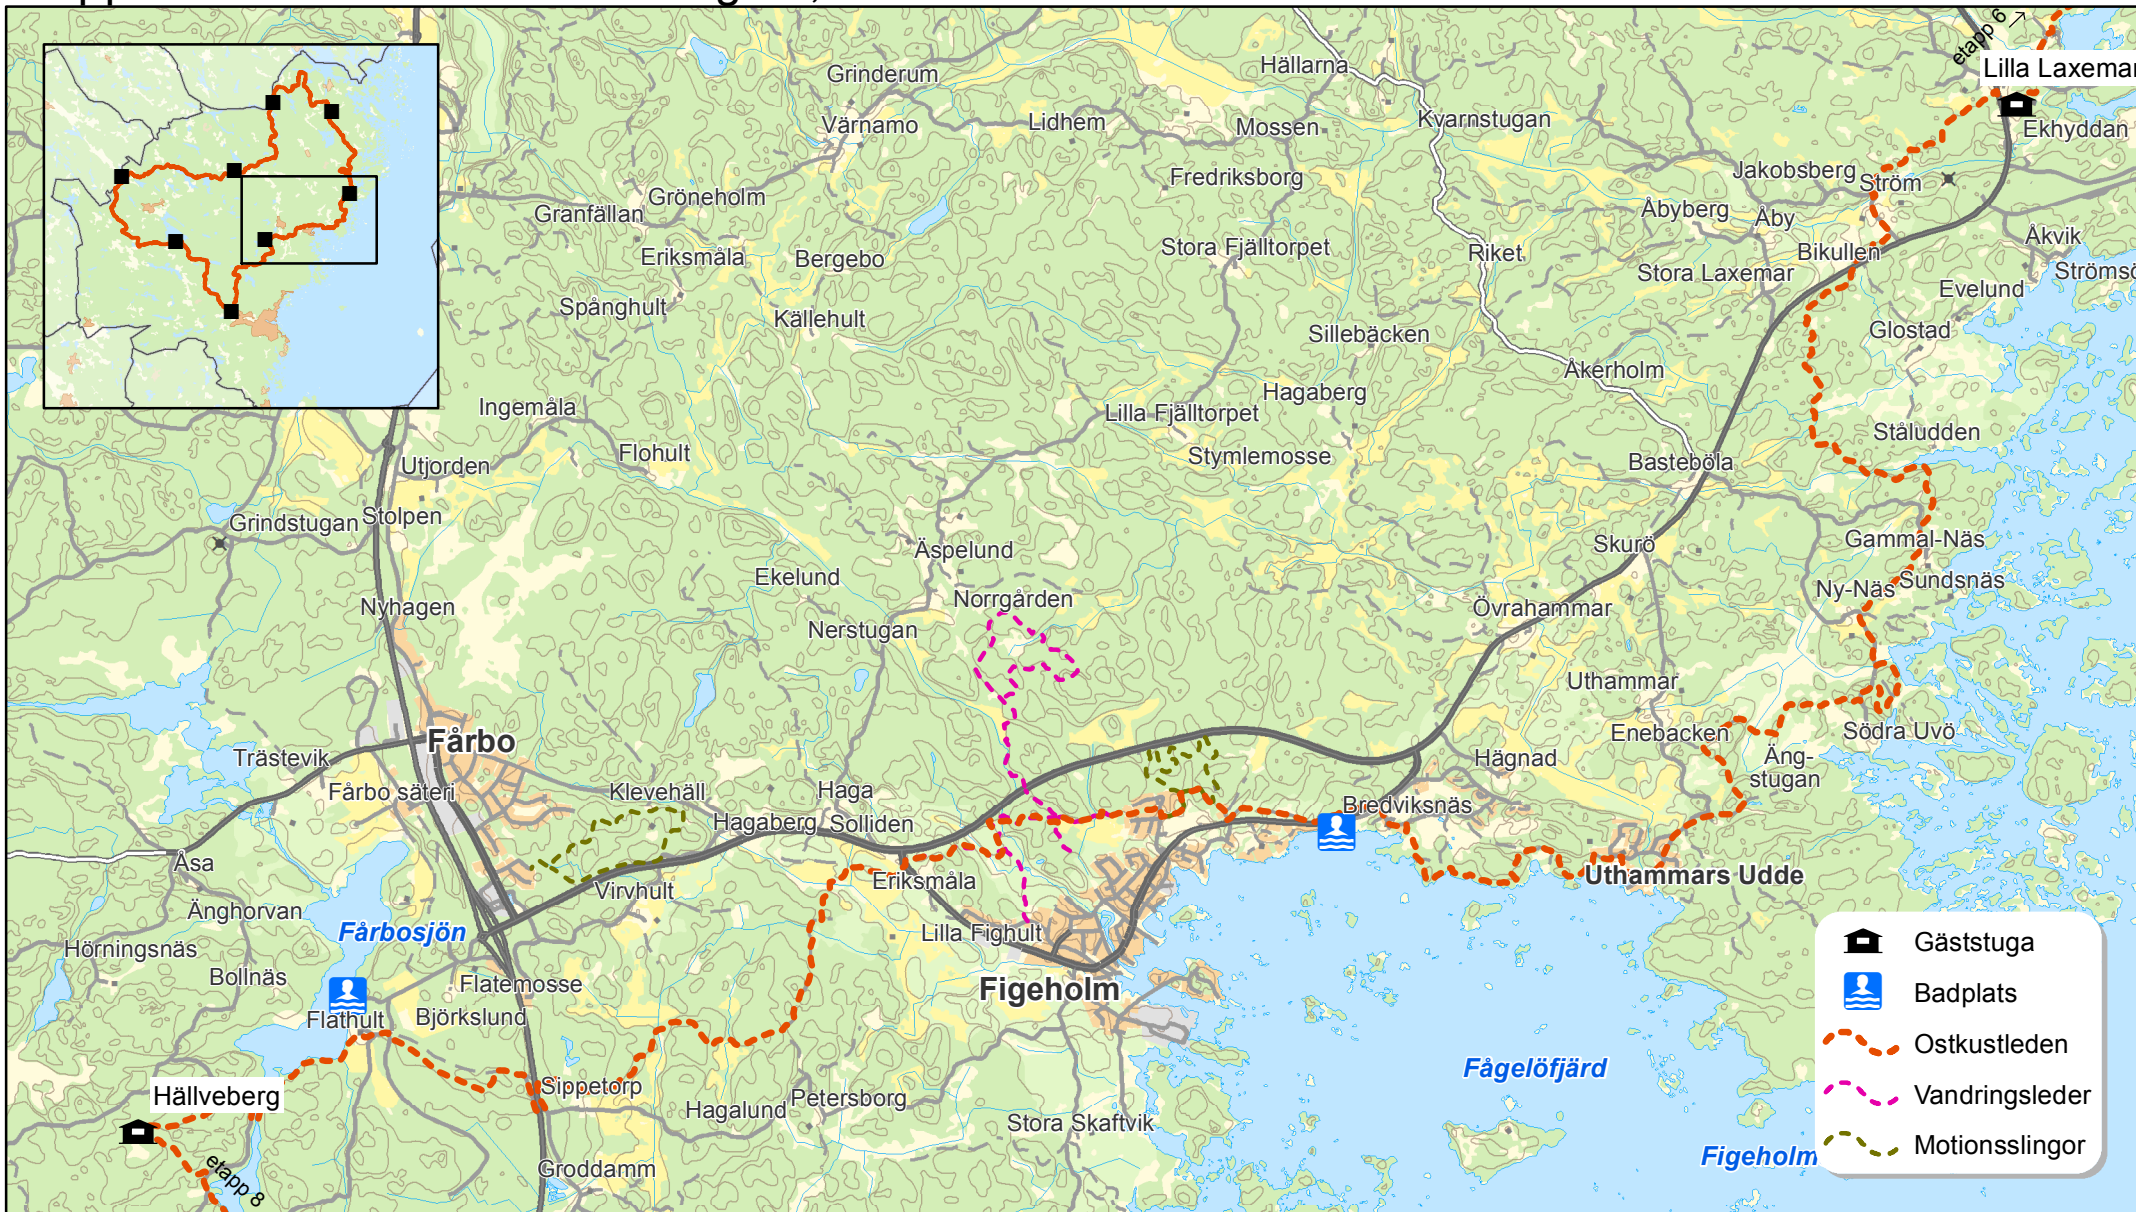 etapp 6
Lilla Laxemar
Hällarna
Grinderum
Ekhyddan
Värnamo
Lidhem
Mossen
Kvarnstugan
Jakobsberg
Ström
Fredriksborg
Gröneholm
Granfällan
Åbyberg
Åby
Åkvik
Stora Fjälltorpet
Riket
Bikullen
Eriksmåla
Bergebo
Stora Laxemar
Strömsö
Evelund
Spånghult
Källehult
Sillebäcken
Glostad
Åkerholm
Hagaberg
Ingemåla
Lilla Fjälltorpet
Ståludden
Flohult
Stymlemosse
Basteböla
Utjorden
Grindstugan
Stolpen
Gammal-Näs
Skurö
Äspelund
Ekelund
Sundsnäs
Ny-Näs
Norrgården
Övrahammar
Nyhagen
Nerstugan
Uthammar
Fårbo
Enebacken
Södra Uvö
Träsetvik
Hägnad
Äng-
stugan
Fårbo säteri
Klevehäll
Haga
Bredviksnäs
Hagaberg
Solliden
Åsa
Virvhult
Eriksmåla
Uthammars Udde
Änghorvan
Fårbosjön
Lilla Fighult
Hörningsnäs
Bollnäs
Flatemosse
Figeholm
Flathult
Björkslund
Fågelöfjärd
Hällveberg
Sippetorp
Hagalund
Petersborg
Stora Skaftvik
Figeholm
Groddamm
etapp 8
Gäststuga
Badplats
Ostkustleden
Vandringsleder
Motionsslingor